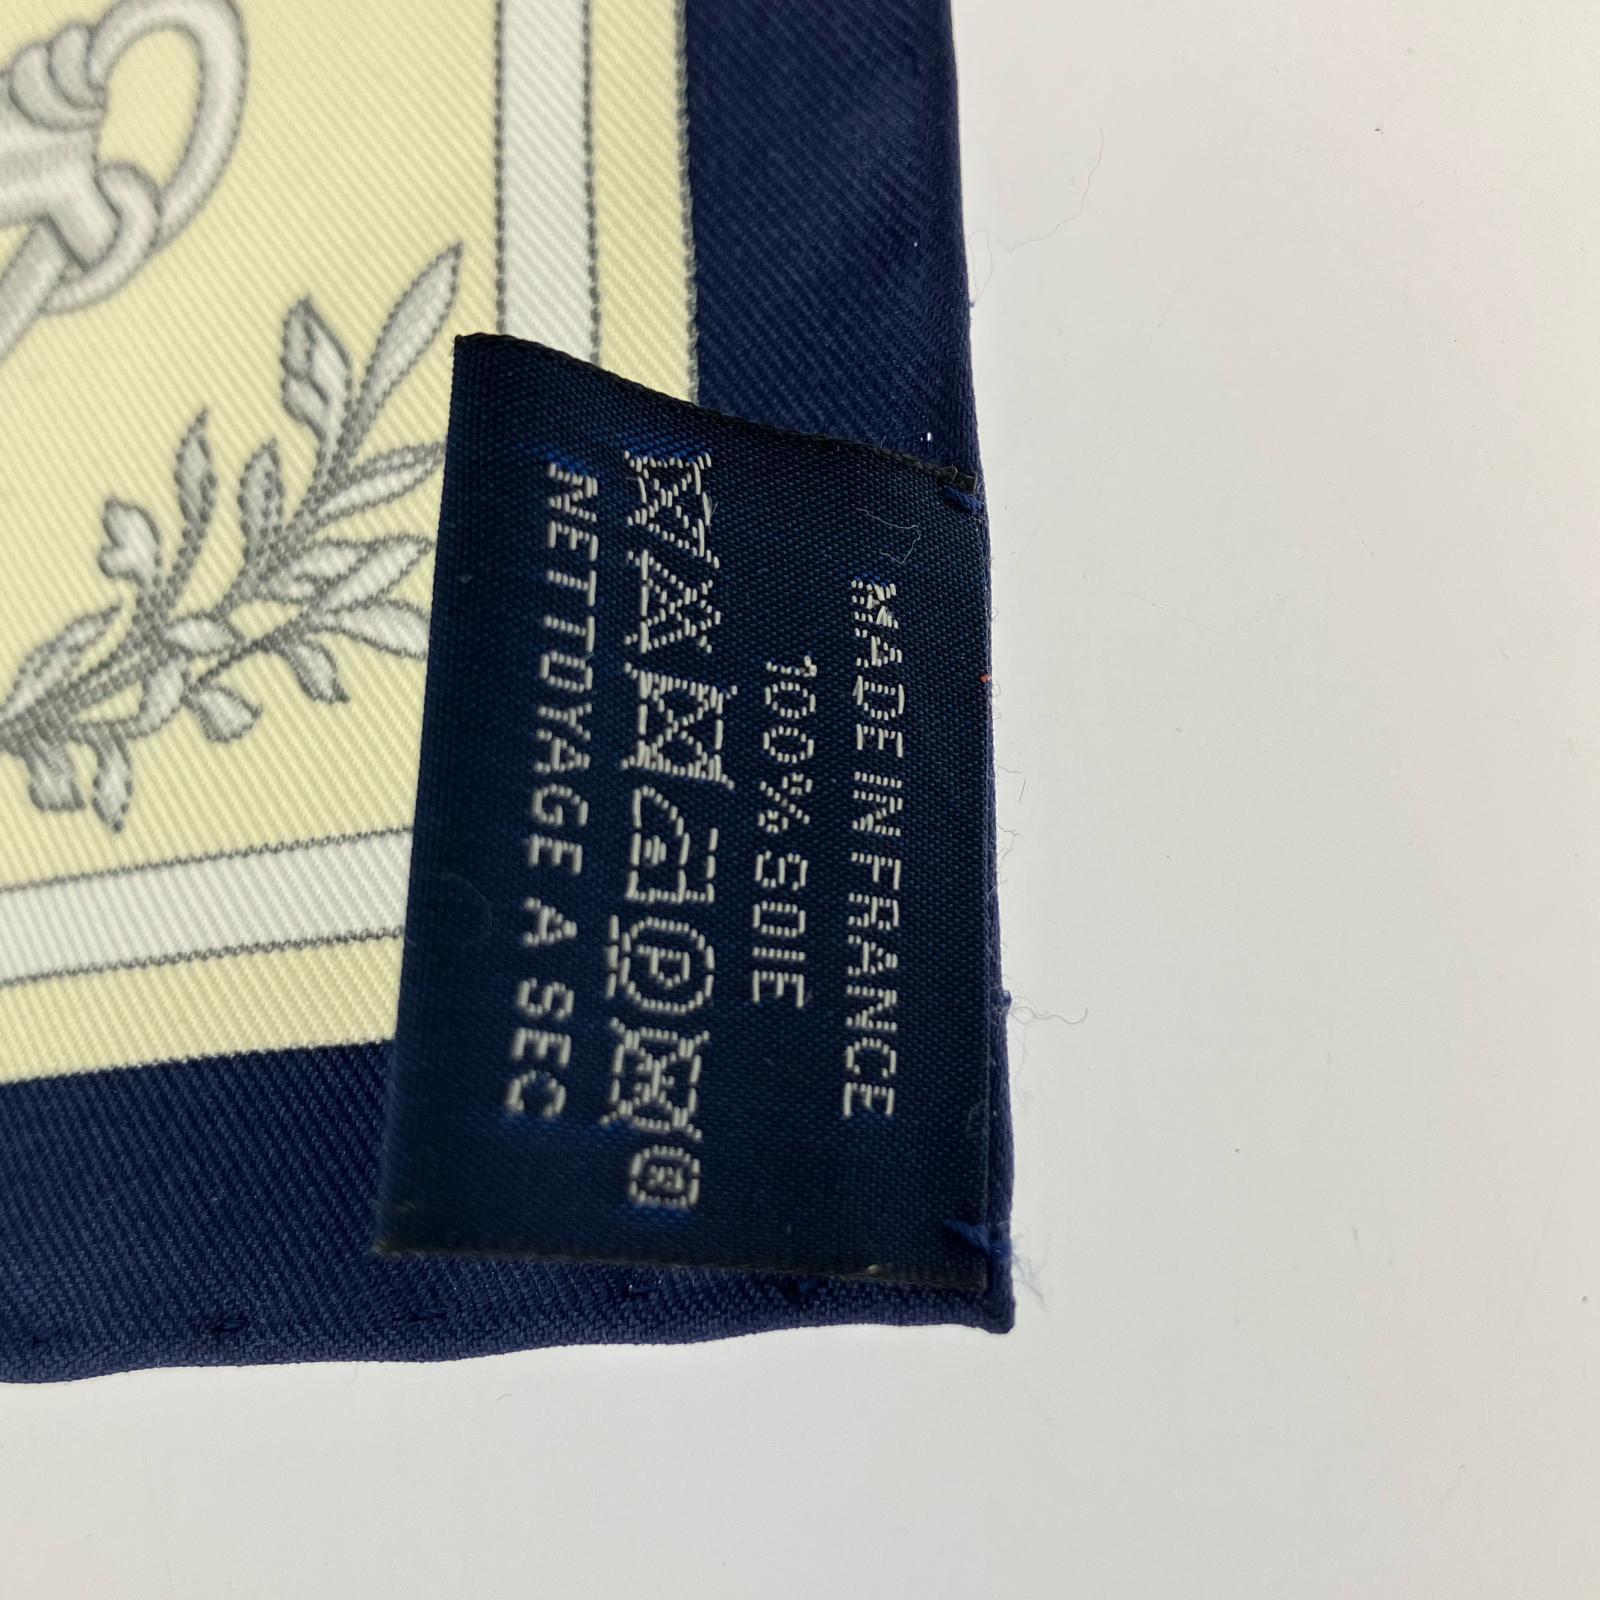 MADE IN FRANCE
100% SOIE
NETTOYAGE A SEC